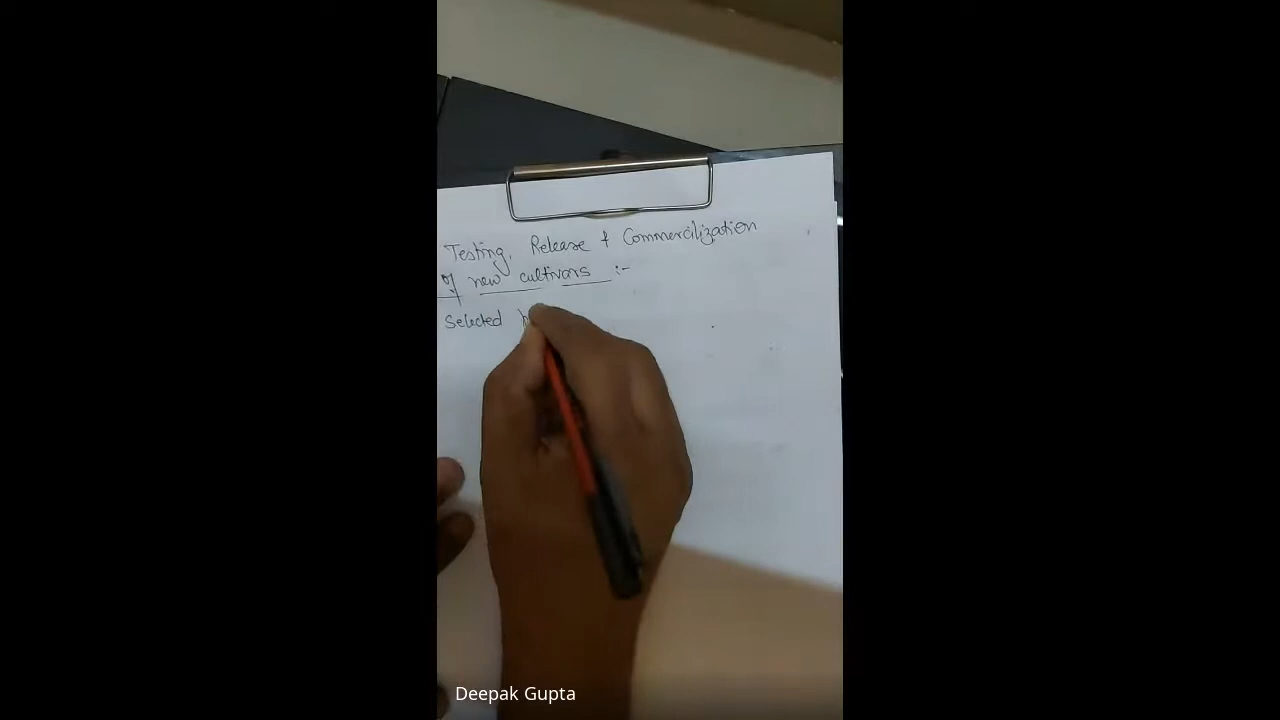 Testing, Release & Commercilization
of new cultivars :-
Selected
Deepak Gupta